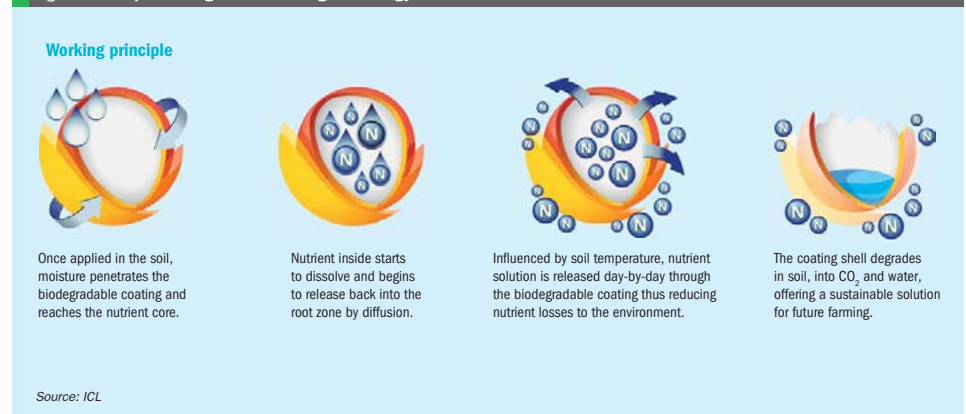 Working principle
N N N N N
N N N N N N N N N N N N N N N N N N
N N N N N N N N
Once applied in the soil,
moisture penetrates the
biodegradable coating and
reaches the nutrient core.
Nutrient inside starts
to dissolve and begins
to release back into the
root zone by diffusion.
Influenced by soil temperature, nutrient
solution is released day-by-day through
the biodegradable coating thus reducing
nutrient losses to the environment.
The coating shell degrades
in soil, into CO₂ and water,
offering a sustainable solution
for future farming.
Source: ICL